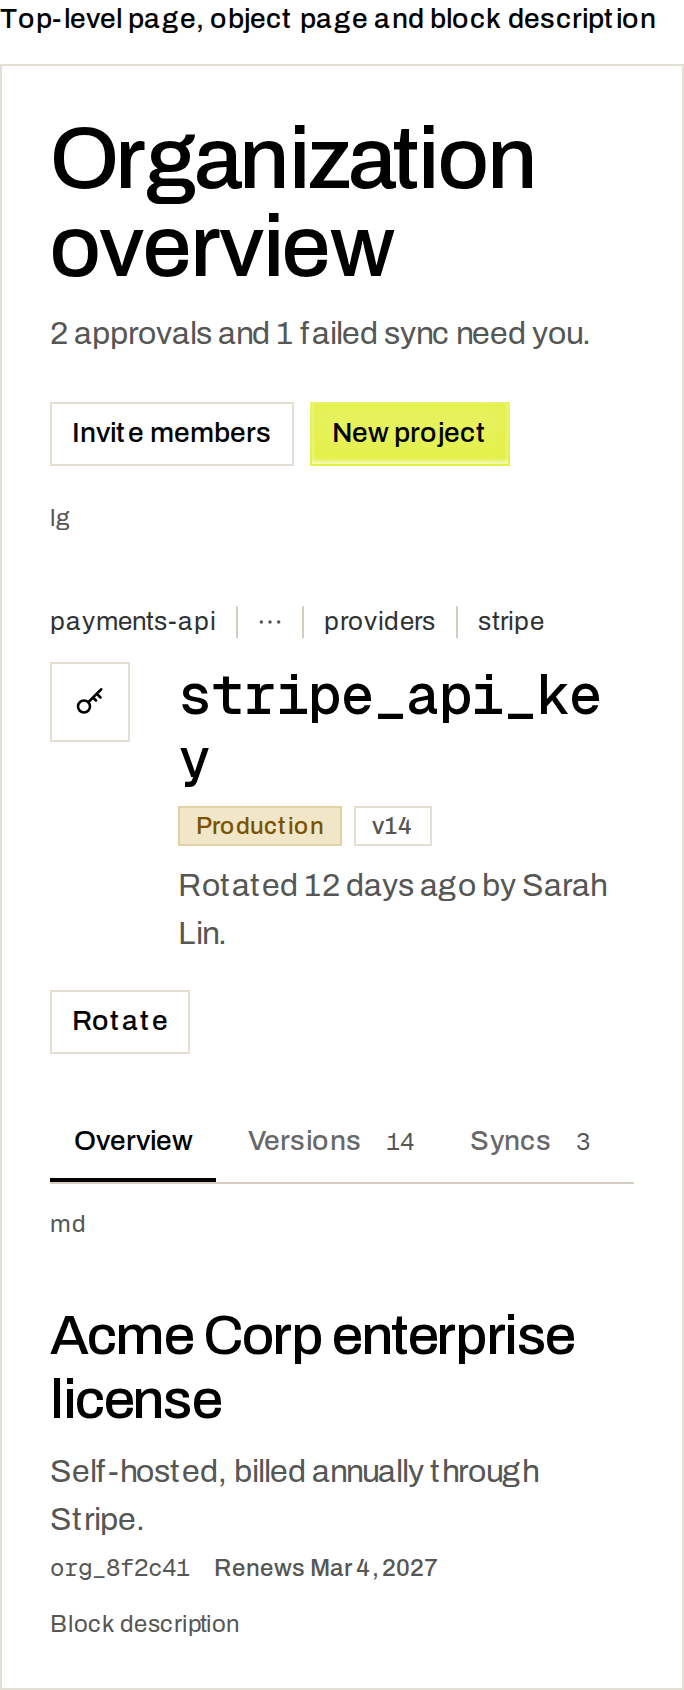 Top-level page, object page and block description
Organization
overview
2 approvals and 1 failed sync need you.
Invite members New project
lg
payments-api ··· providers stripe
stripe_api_ke
y
Production v14
Rotated 12 days ago by Sarah
Lin.
Rotate
Overview Versions 14 Syncs 3
md
Acme Corp enterprise
license
Self-hosted, billed annually through
Stripe.
org_8f2c41 Renews Mar 4, 2027
Block description